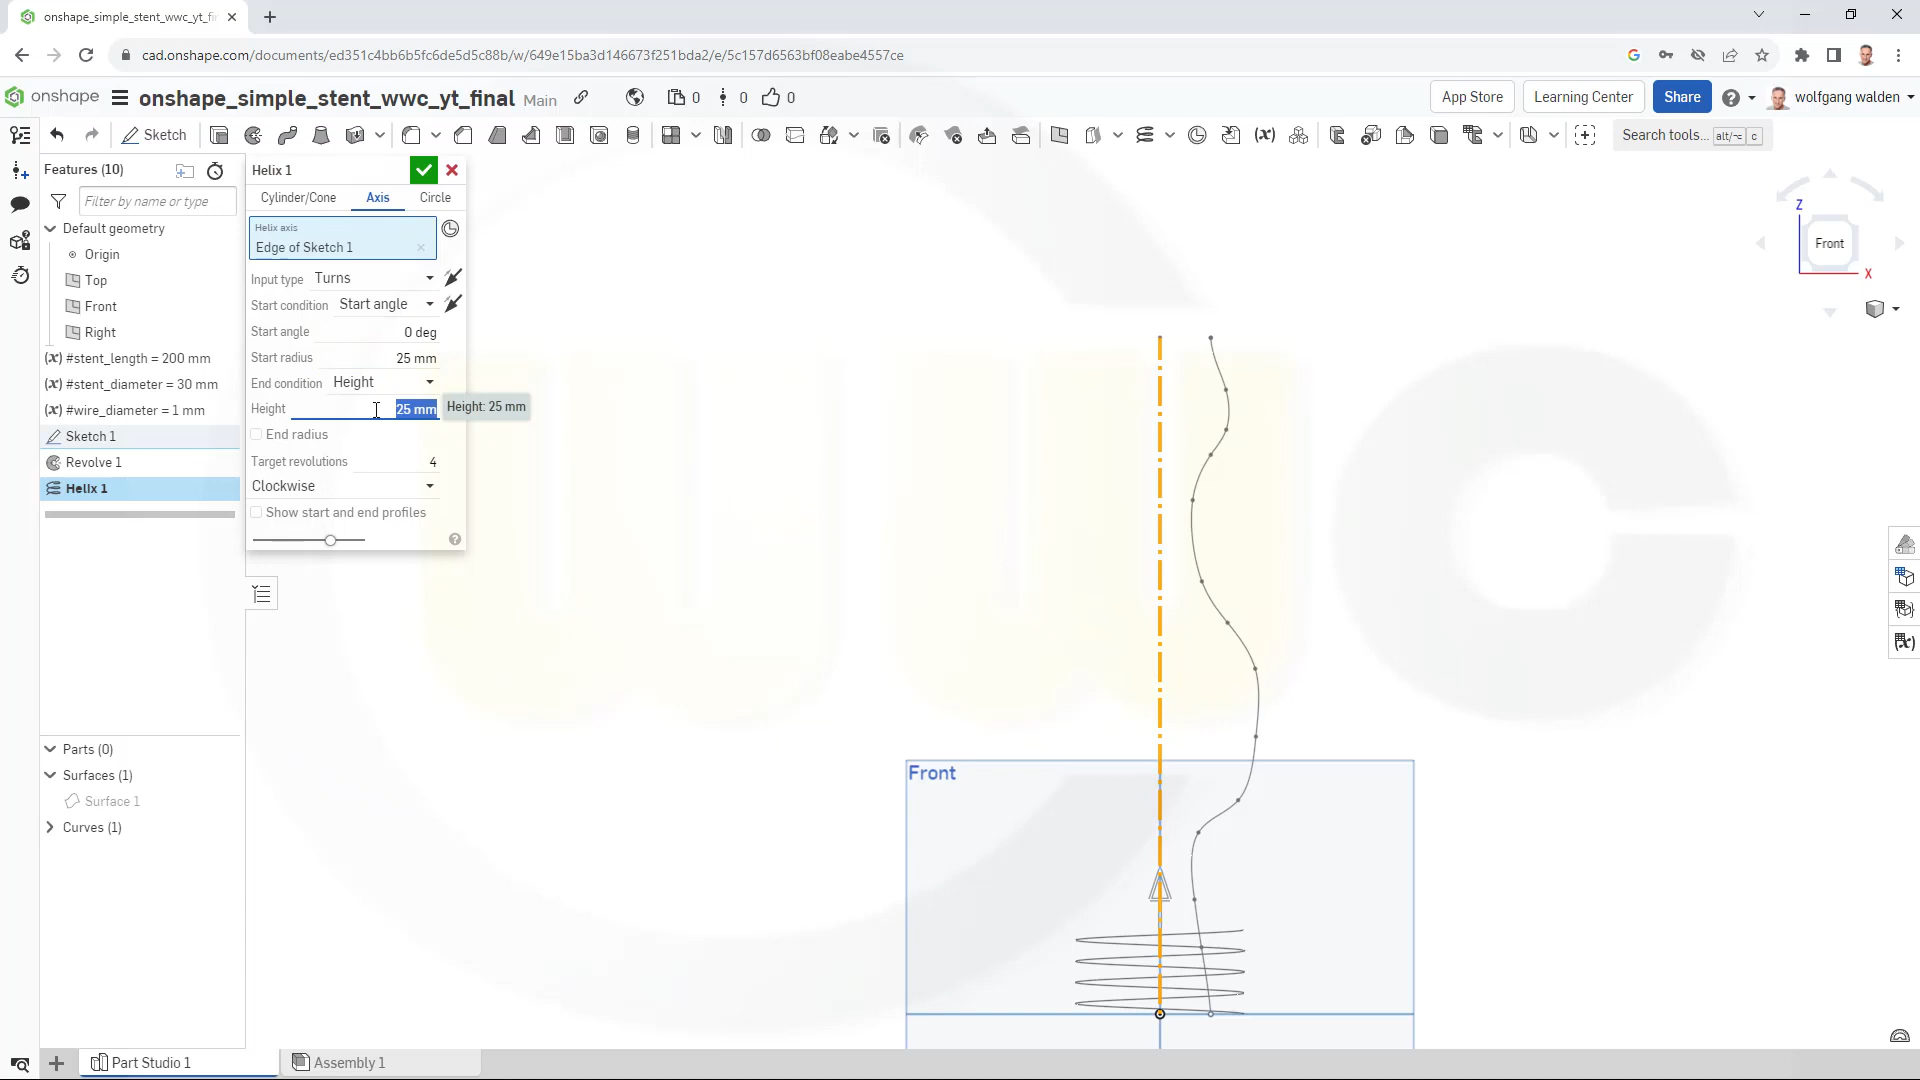 onshape_simple_stent_wwc_yt_fir
cad.onshape.com/documents/ed351c4bb6b5fc6de5d5c88b/w/649e15ba3d146673f251bda2/e/5c157d6563bf08eabe4557ce
onshape
onshape_simple_stent_wwc_yt_final Main
0 0 0
App Store
Learning Center
Share
wolfgang walden
Sketch
Search tools... alt/⌥ c
Features (10)
Filter by name or type
Default geometry
Origin
Top
Front
Right
(x) #stent_length = 200 mm
(x) #stent_diameter = 30 mm
(x) #wire_diameter = 1 mm
Sketch 1
Revolve 1
Helix 1
Parts (0)
Surfaces (1)
Surface 1
Curves (1)
Helix 1
Cylinder/Cone Axis Circle
Helix axis
Edge of Sketch 1
Input type Turns
Start condition Start angle
Start angle 0 deg
Start radius 25 mm
End condition Height
Height 25 mm
Height: 25 mm
End radius
Target revolutions 4
Clockwise
Show start and end profiles
Z
Front
X
Front
wwc
Part Studio 1
Assembly 1